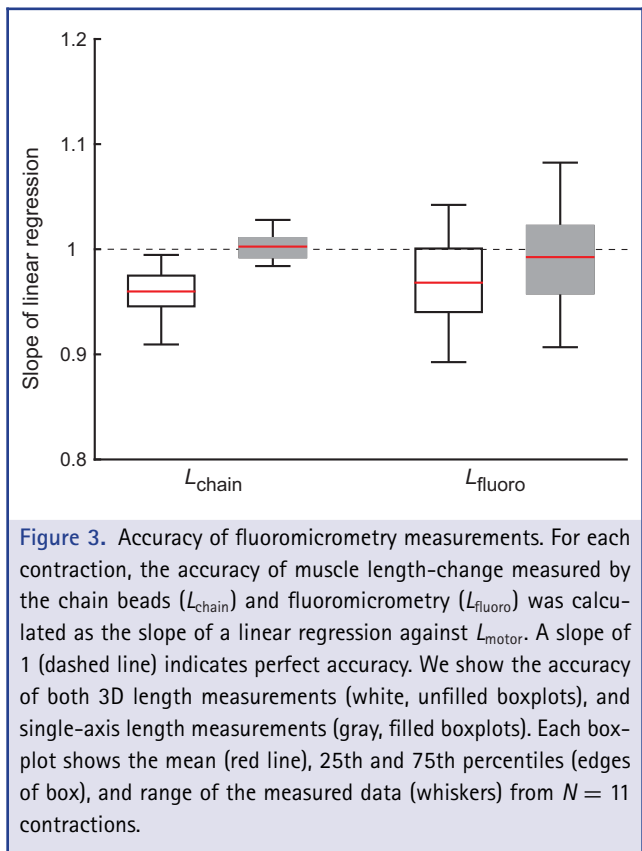 1.2
1.1
1
0.9
0.8
Slope of linear regression
L_chain
L_fluoro
Figure 3. Accuracy of fluoromicrometry measurements. For each
contraction, the accuracy of muscle length-change measured by
the chain beads (L_chain) and fluoromicrometry (L_fluoro) was calcu-
lated as the slope of a linear regression against L_motor. A slope of
1 (dashed line) indicates perfect accuracy. We show the accuracy
of both 3D length measurements (white, unfilled boxplots), and
single-axis length measurements (gray, filled boxplots). Each box-
plot shows the mean (red line), 25th and 75th percentiles (edges
of box), and range of the measured data (whiskers) from N = 11
contractions.